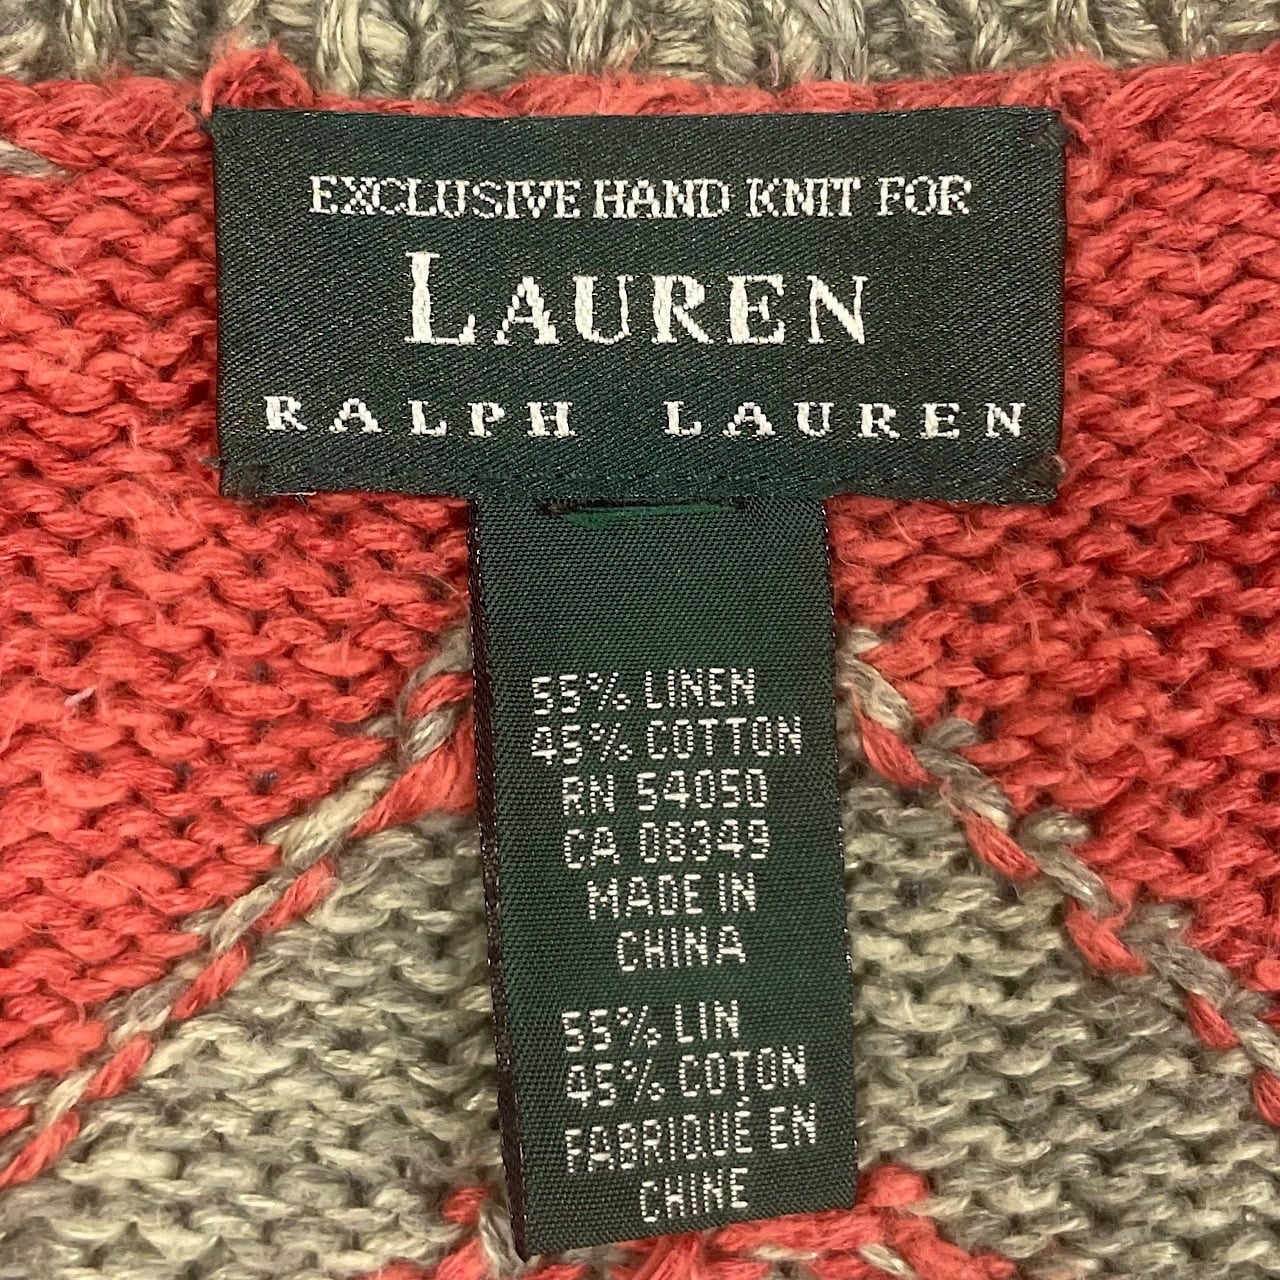 EXCLUSIVE HAND KNIT FOR
LAUREN
RALPH LAUREN
55% LINEN
45% COTTON
RN 54050
CA 08349
MADE IN
CHINA
55% LIN
45% COTON
FABRIQUÉ EN
CHINE